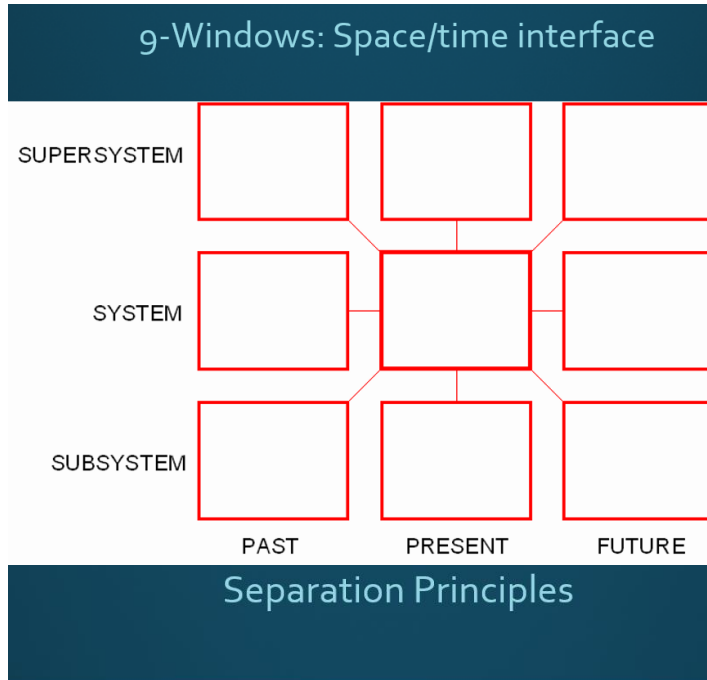 9-Windows: Space/time interface
SUPERSYSTEM
SYSTEM
SUBSYSTEM
PAST PRESENT FUTURE
Separation Principles